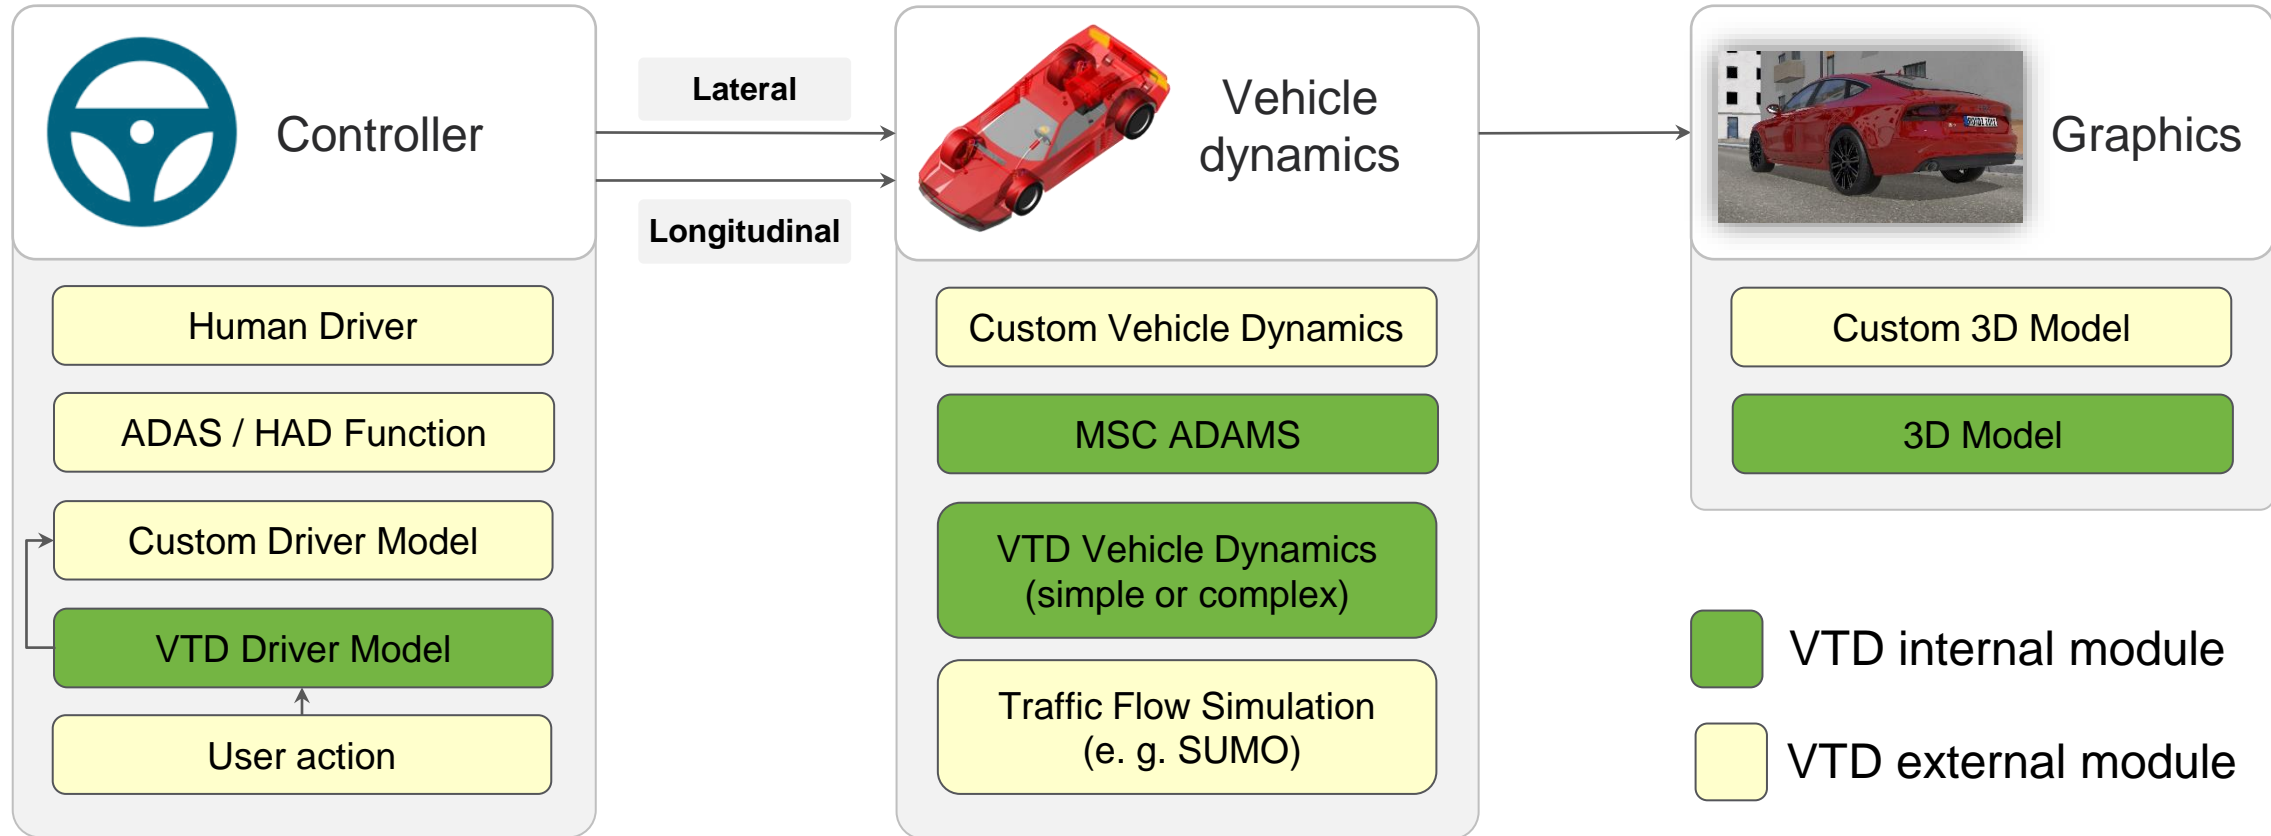 Controller
Lateral
Longitudinal
Vehicle
dynamics
Graphics
Human Driver
ADAS / HAD Function
Custom Driver Model
VTD Driver Model
User action
Custom Vehicle Dynamics
MSC ADAMS
VTD Vehicle Dynamics
(simple or complex)
Traffic Flow Simulation
(e. g. SUMO)
Custom 3D Model
3D Model
VTD internal module
VTD external module